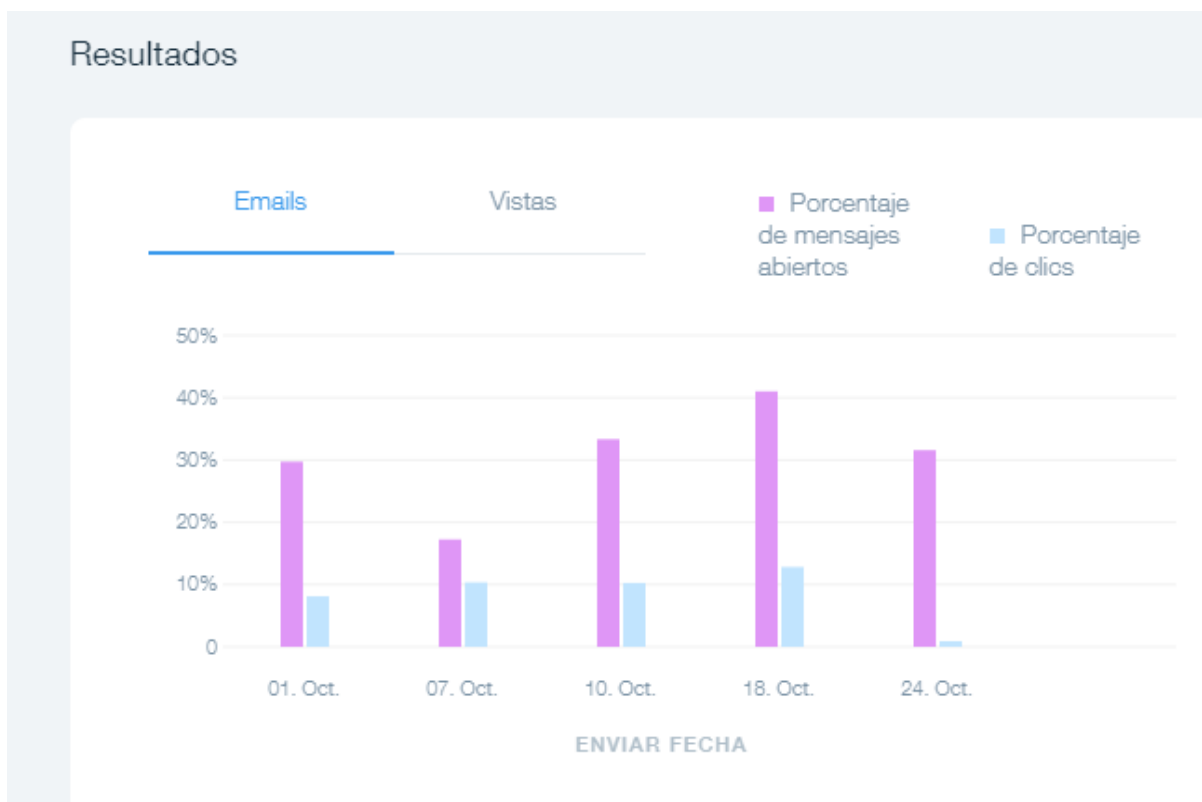 Resultados
Emails
Vistas
Porcentaje
de mensajes
abiertos
Porcentaje
de clics
50%
40%
30%
20%
10%
0
01. Oct.
07. Oct.
10. Oct.
18. Oct.
24. Oct.
ENVIAR FECHA